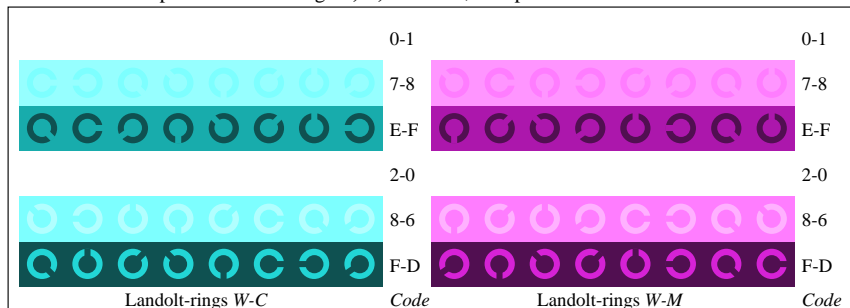 0-1 0-1
7-8 7-8
E-F E-F
2-0 2-0
8-6 8-6
F-D F-D
Landolt-rings W-C Code Landolt-rings W-M Code